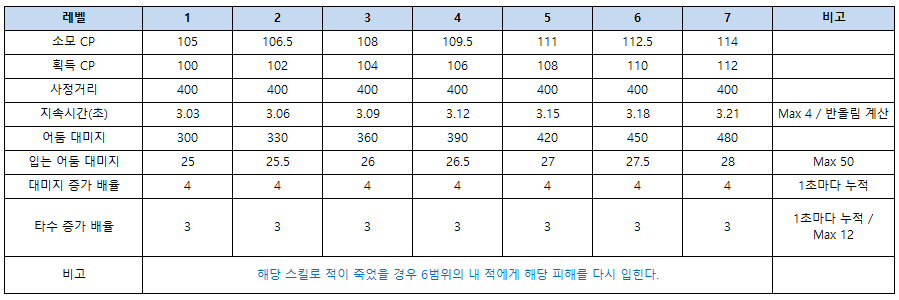 레벨 1 2 3 4 5 6 7 비고
소모 CP 105 106.5 108 109.5 111 112.5 114
획득 CP 100 102 104 106 108 110 112
사정거리 400 400 400 400 400 400 400
지속시간(초) 3.03 3.06 3.09 3.12 3.15 3.18 3.21 Max 4 / 반올림 계산
어둠 대미지 300 330 360 390 420 450 480
입는 어둠 대미지 25 25.5 26 26.5 27 27.5 28 Max 50
대미지 증가 배율 4 4 4 4 4 4 4 1초마다 누적
타수 증가 배율 3 3 3 3 3 3 3 1초마다 누적 /
Max 12
비고 해당 스킬로 적이 죽었을 경우 6범위의 내 적에게 해당 피해를 다시 입힌다.